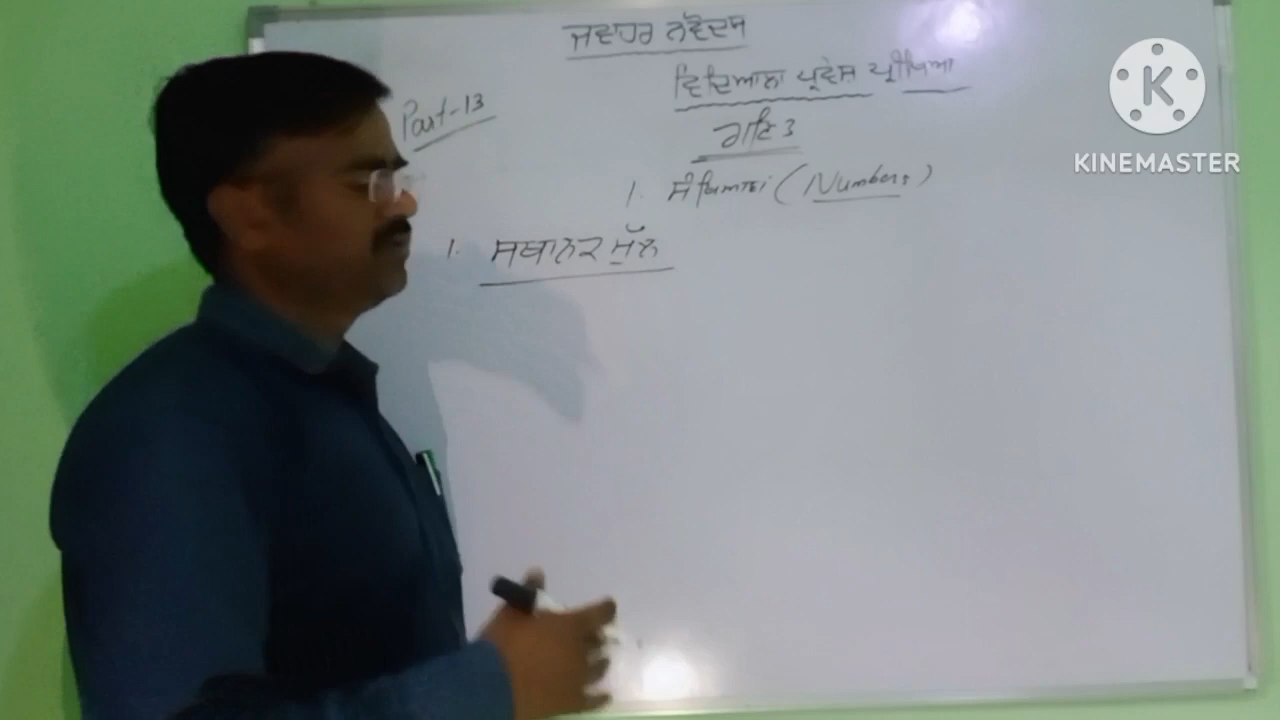 ਜਵਾਹਰ ਨਵੋਦਯ
ਵਿਦਿਆਲਾ ਪ੍ਰਵੇਸ਼ ਪ੍ਰੀਖਿਆ
Part-13
ਗਣਿਤ
1. ਸੰਖਿਆਵਾਂ (Numbers)
1. ਸਥਾਨਕ ਮੁੱਲ
KINEMASTER